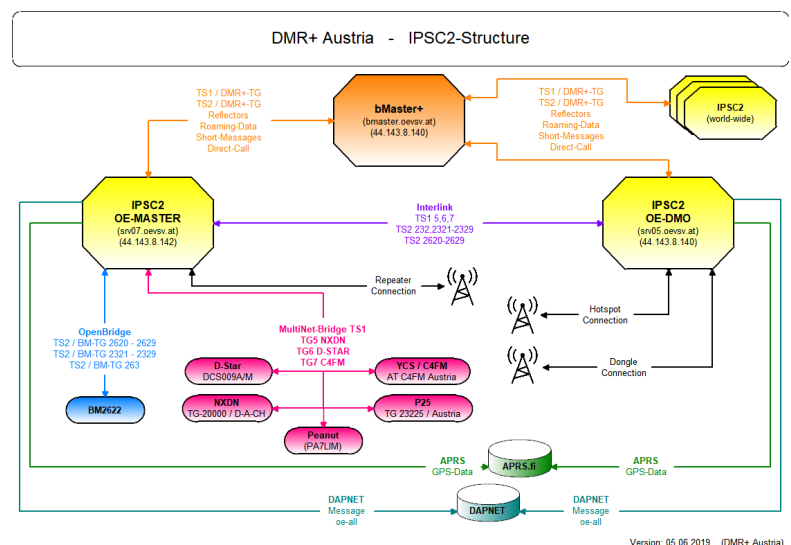 DMR+ Austria - IPSC2-Structure
TS1 / DMR+-TG
TS2 / DMR+-TG
Reflectors
Roaming-Data
Short-Messages
Direct-Call
bMaster+
(bmaster.oevsv.at)
(44.143.8.140)
TS1 / DMR+-TG
TS2 / DMR+-TG
Reflectors
Roaming-Data
Short-Messages
Direct-Call
IPSC2
(world-wide)
IPSC2
OE-MASTER
(srv07.oevsv.at)
(44.143.8.142)
Interlink
TS1 5,6,7
TS2 232,2321-2329
TS2 2620-2629
IPSC2
OE-DMO
(srv05.oevsv.at)
(44.143.8.140)
Repeater
Connection
Hotspot
Connection
Dongle
Connection
OpenBridge
TS2 / BM-TG 2620 - 2629
TS2 / BM-TG 2321 - 2329
TS2 / BM-TG 263
BM2622
MultiNet-Bridge TS1
TG5 NXDN
TG6 D-STAR
TG7 C4FM
D-Star
DCS009A/M
YCS / C4FM
AT C4FM Austria
NXDN
TG-20000 / D-A-CH
P25
TG 23225 / Austria
Peanut
(PA7LIM)
APRS
GPS-Data
APRS.fi
APRS
GPS-Data
DAPNET
Message
oe-all
DAPNET
DAPNET
Message
oe-all
Version: 05.06.2019 (DMR+ Austria)